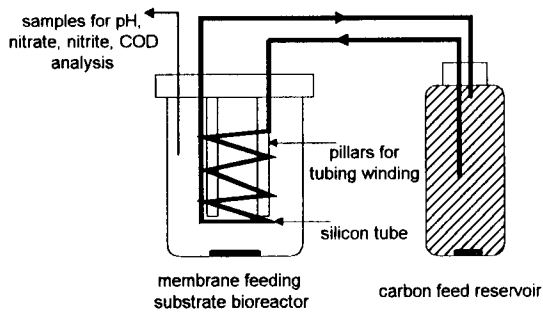 samples for pH,
nitrate, nitrite, COD
analysis
pillars for
tubing winding
silicon tube
membrane feeding
substrate bioreactor
carbon feed reservoir